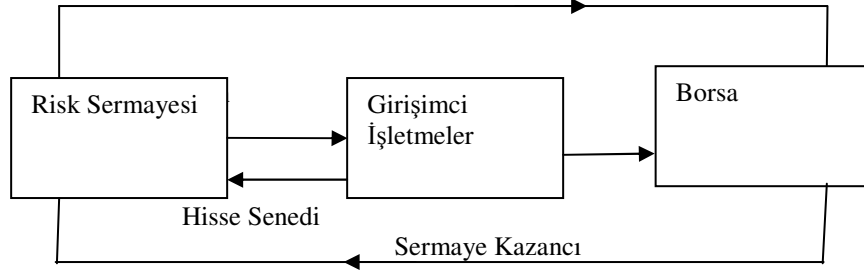 Risk Sermayesi
Girişimci
İşletmeler
Borsa
Hisse Senedi
Sermaye Kazancı